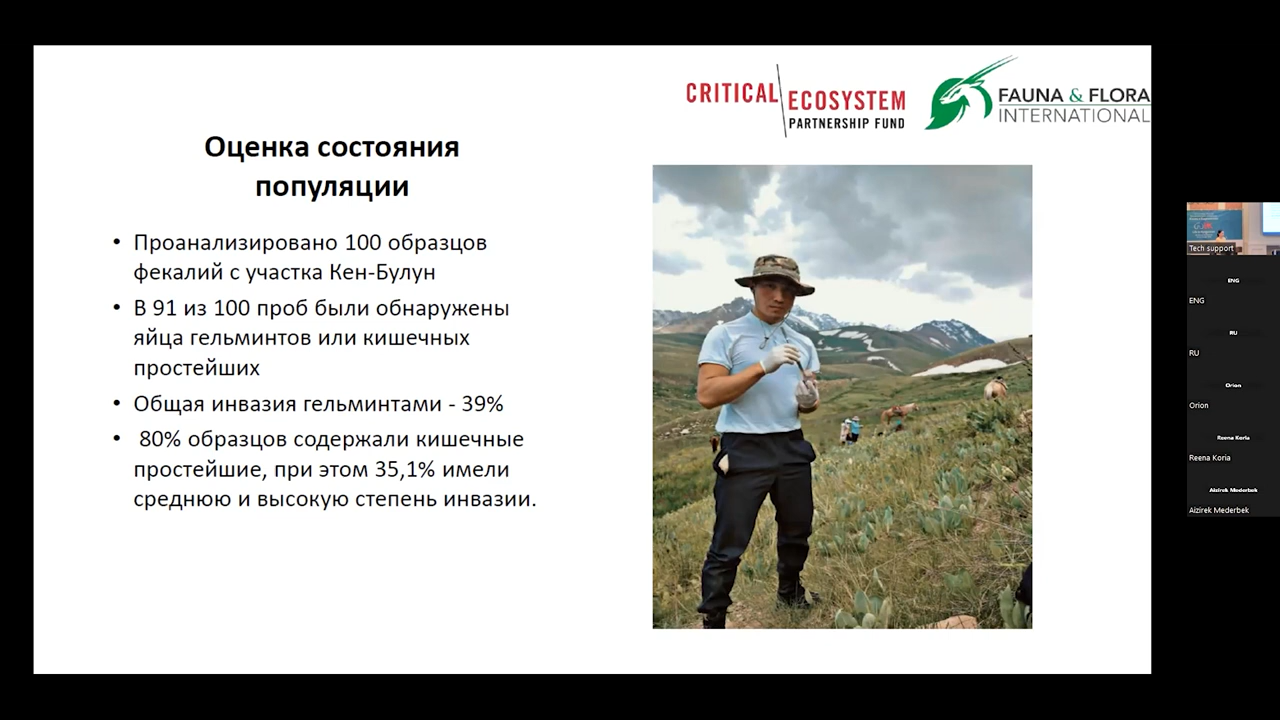 CRITICAL
ECOSYSTEM
PARTNERSHIP FUND
FAUNA & FLORA
INTERNATIONAL
Оценка состояния
популяции
• Проанализировано 100 образцов
фекалий с участка Кен-Булун
• В 91 из 100 проб были обнаружены
яйца гельминтов или кишечных
простейших
• Общая инвазия гельминтами - 39%
• 80% образцов содержали кишечные
простейшие, при этом 35,1% имели
среднюю и высокую степень инвазии.
Tech support
ENG
ENG
RU
RU
Orion
Orion
Reena Koria
Reena Koria
Aizirek Mederbek
Aizirek Mederbek